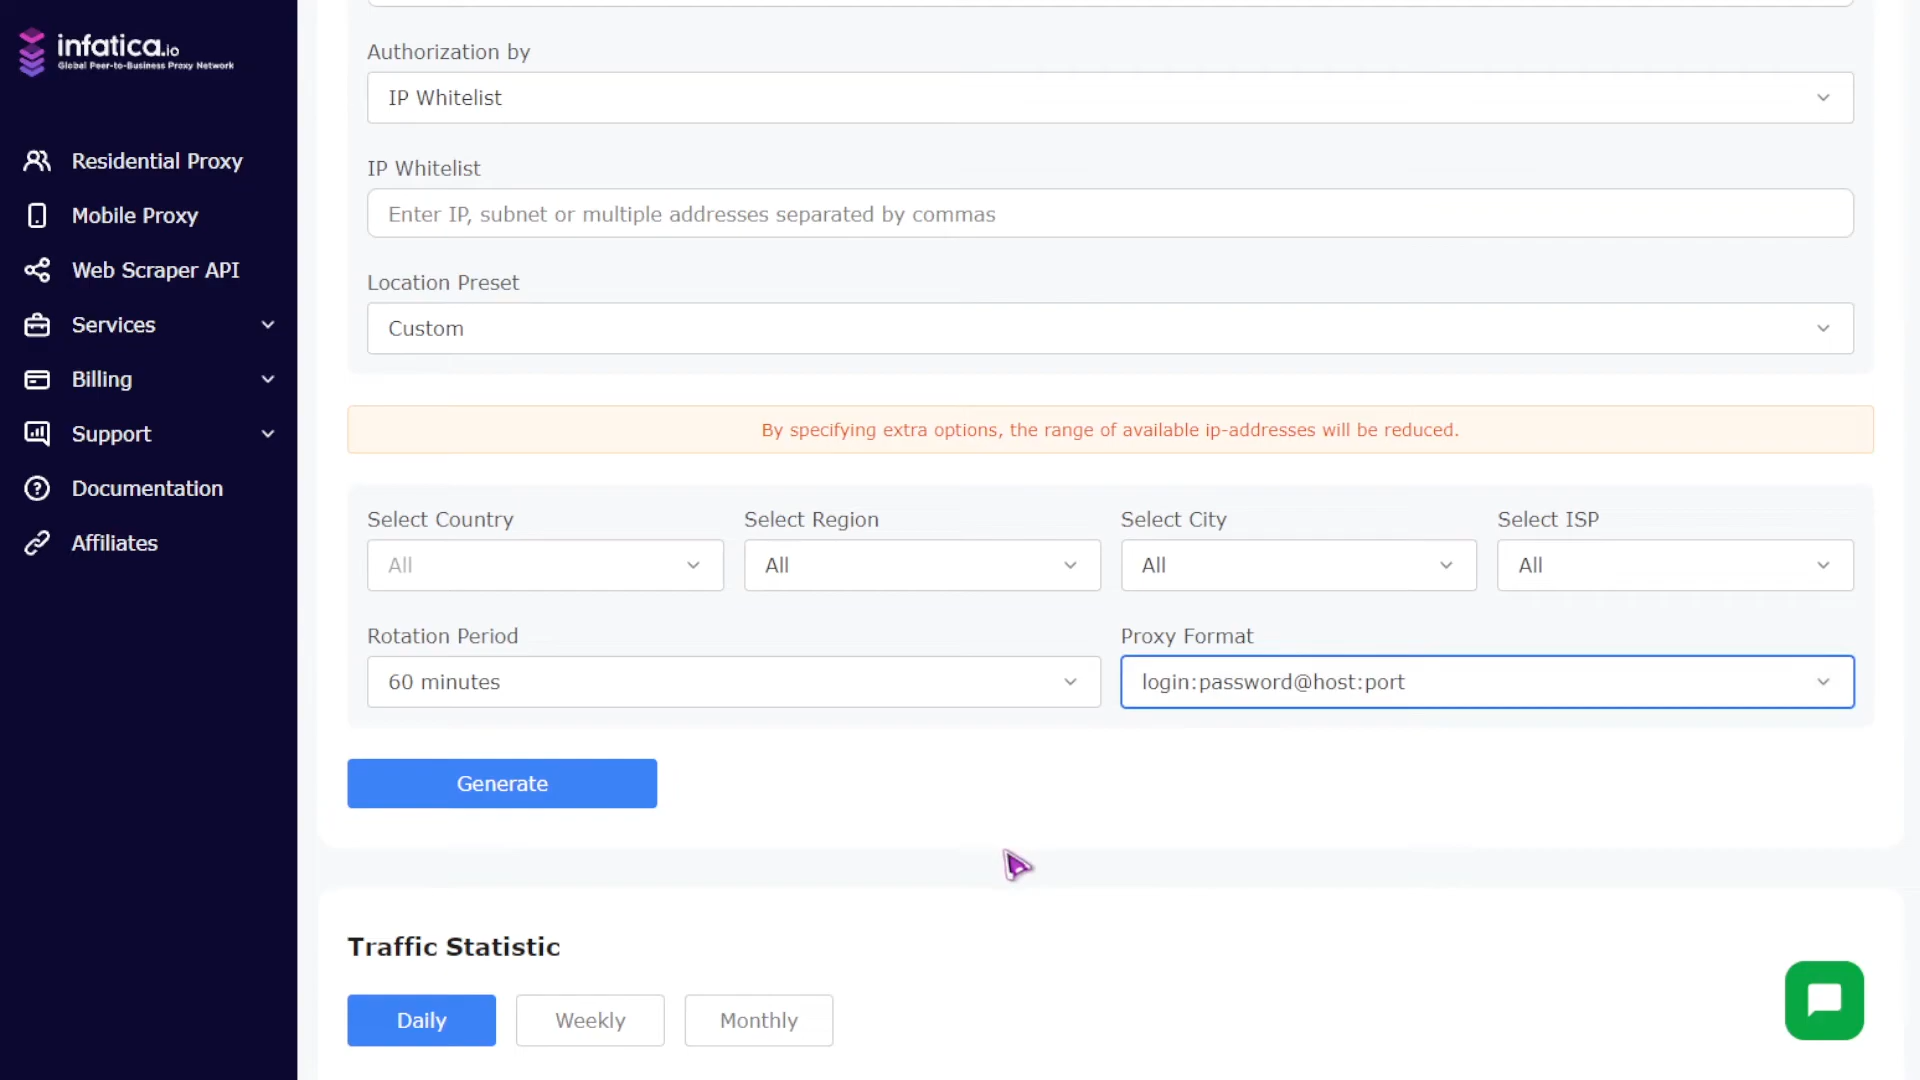 infatica.io
Global Peer-to-Business Proxy Network
Residential Proxy
Mobile Proxy
Web Scraper API
Services
Billing
Support
Documentation
Affiliates
Authorization by
IP Whitelist
IP Whitelist
Enter IP, subnet or multiple addresses separated by commas
Location Preset
Custom
By specifying extra options, the range of available ip-addresses will be reduced.
Select Country Select Region Select City Select ISP
All All All All
Rotation Period Proxy Format
60 minutes login:password@host:port
Generate
Traffic Statistic
Daily Weekly Monthly